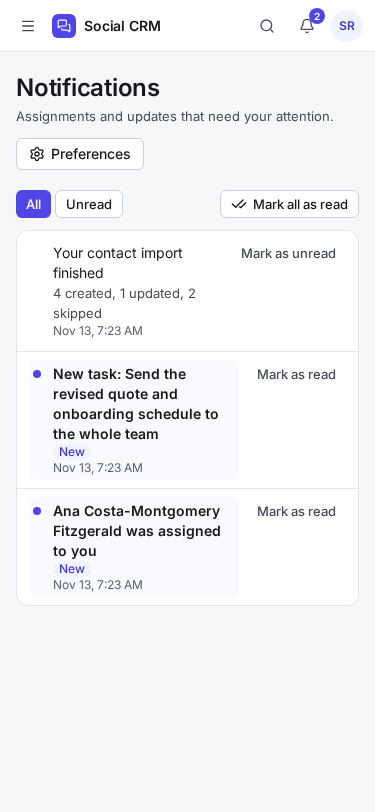 Social CRM
2
SR
Notifications
Assignments and updates that need your attention.
Preferences
All
Unread
Mark all as read
Your contact import
finished
4 created, 1 updated, 2
skipped
Nov 13, 7:23 AM
Mark as unread
New task: Send the
revised quote and
onboarding schedule to
the whole team
New
Nov 13, 7:23 AM
Mark as read
Ana Costa-Montgomery
Fitzgerald was assigned
to you
New
Nov 13, 7:23 AM
Mark as read